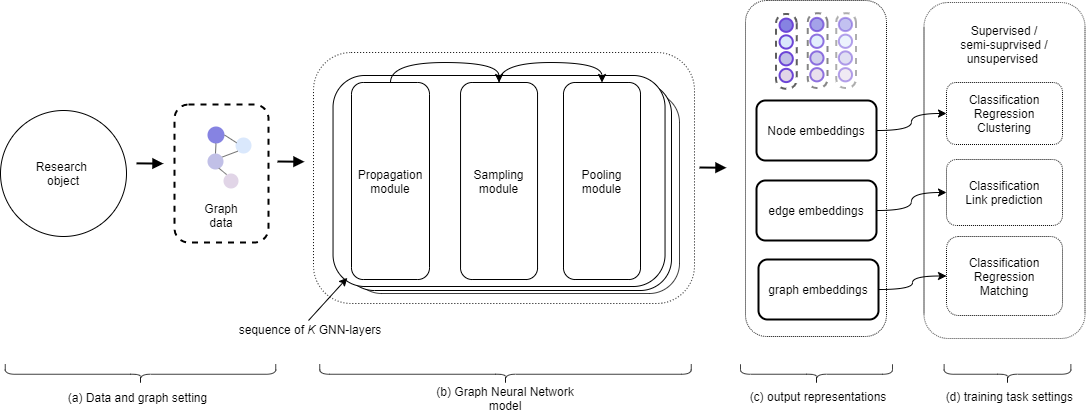 Research
object
Graph
data
Propagation
module
Sampling
module
Pooling
module
sequence of K GNN-layers
Node embeddings
edge embeddings
graph embeddings
Supervised /
semi-suprvised /
unsupervised
Classification
Regression
Clustering
Classification
Link prediction
Classification
Regression
Matching
(a) Data and graph setting
(b) Graph Neural Network
model
(c) output representations
(d) training task settings